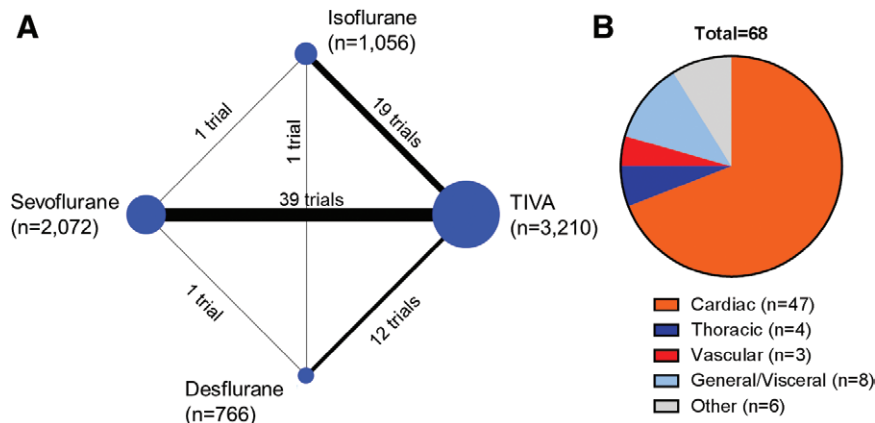 A
Isoflurane
(n=1,056)
1 trial
1 trial
19 trials
Sevoflurane
(n=2,072)
39 trials
TIVA
(n=3,210)
1 trial
12 trials
Desflurane
(n=766)
B
Total=68
Cardiac (n=47)
Thoracic (n=4)
Vascular (n=3)
General/Visceral (n=8)
Other (n=6)